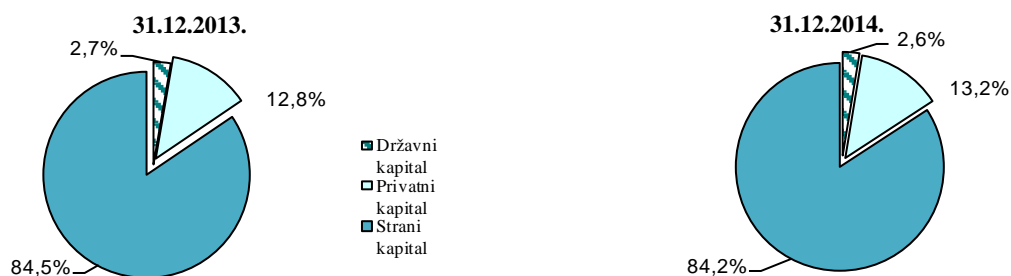 31.12.2013.
2,7%
12,8%
84,5%
Državni
kapital
Privatni
kapital
Strani
kapital
31.12.2014.
2,6%
13,2%
84,2%